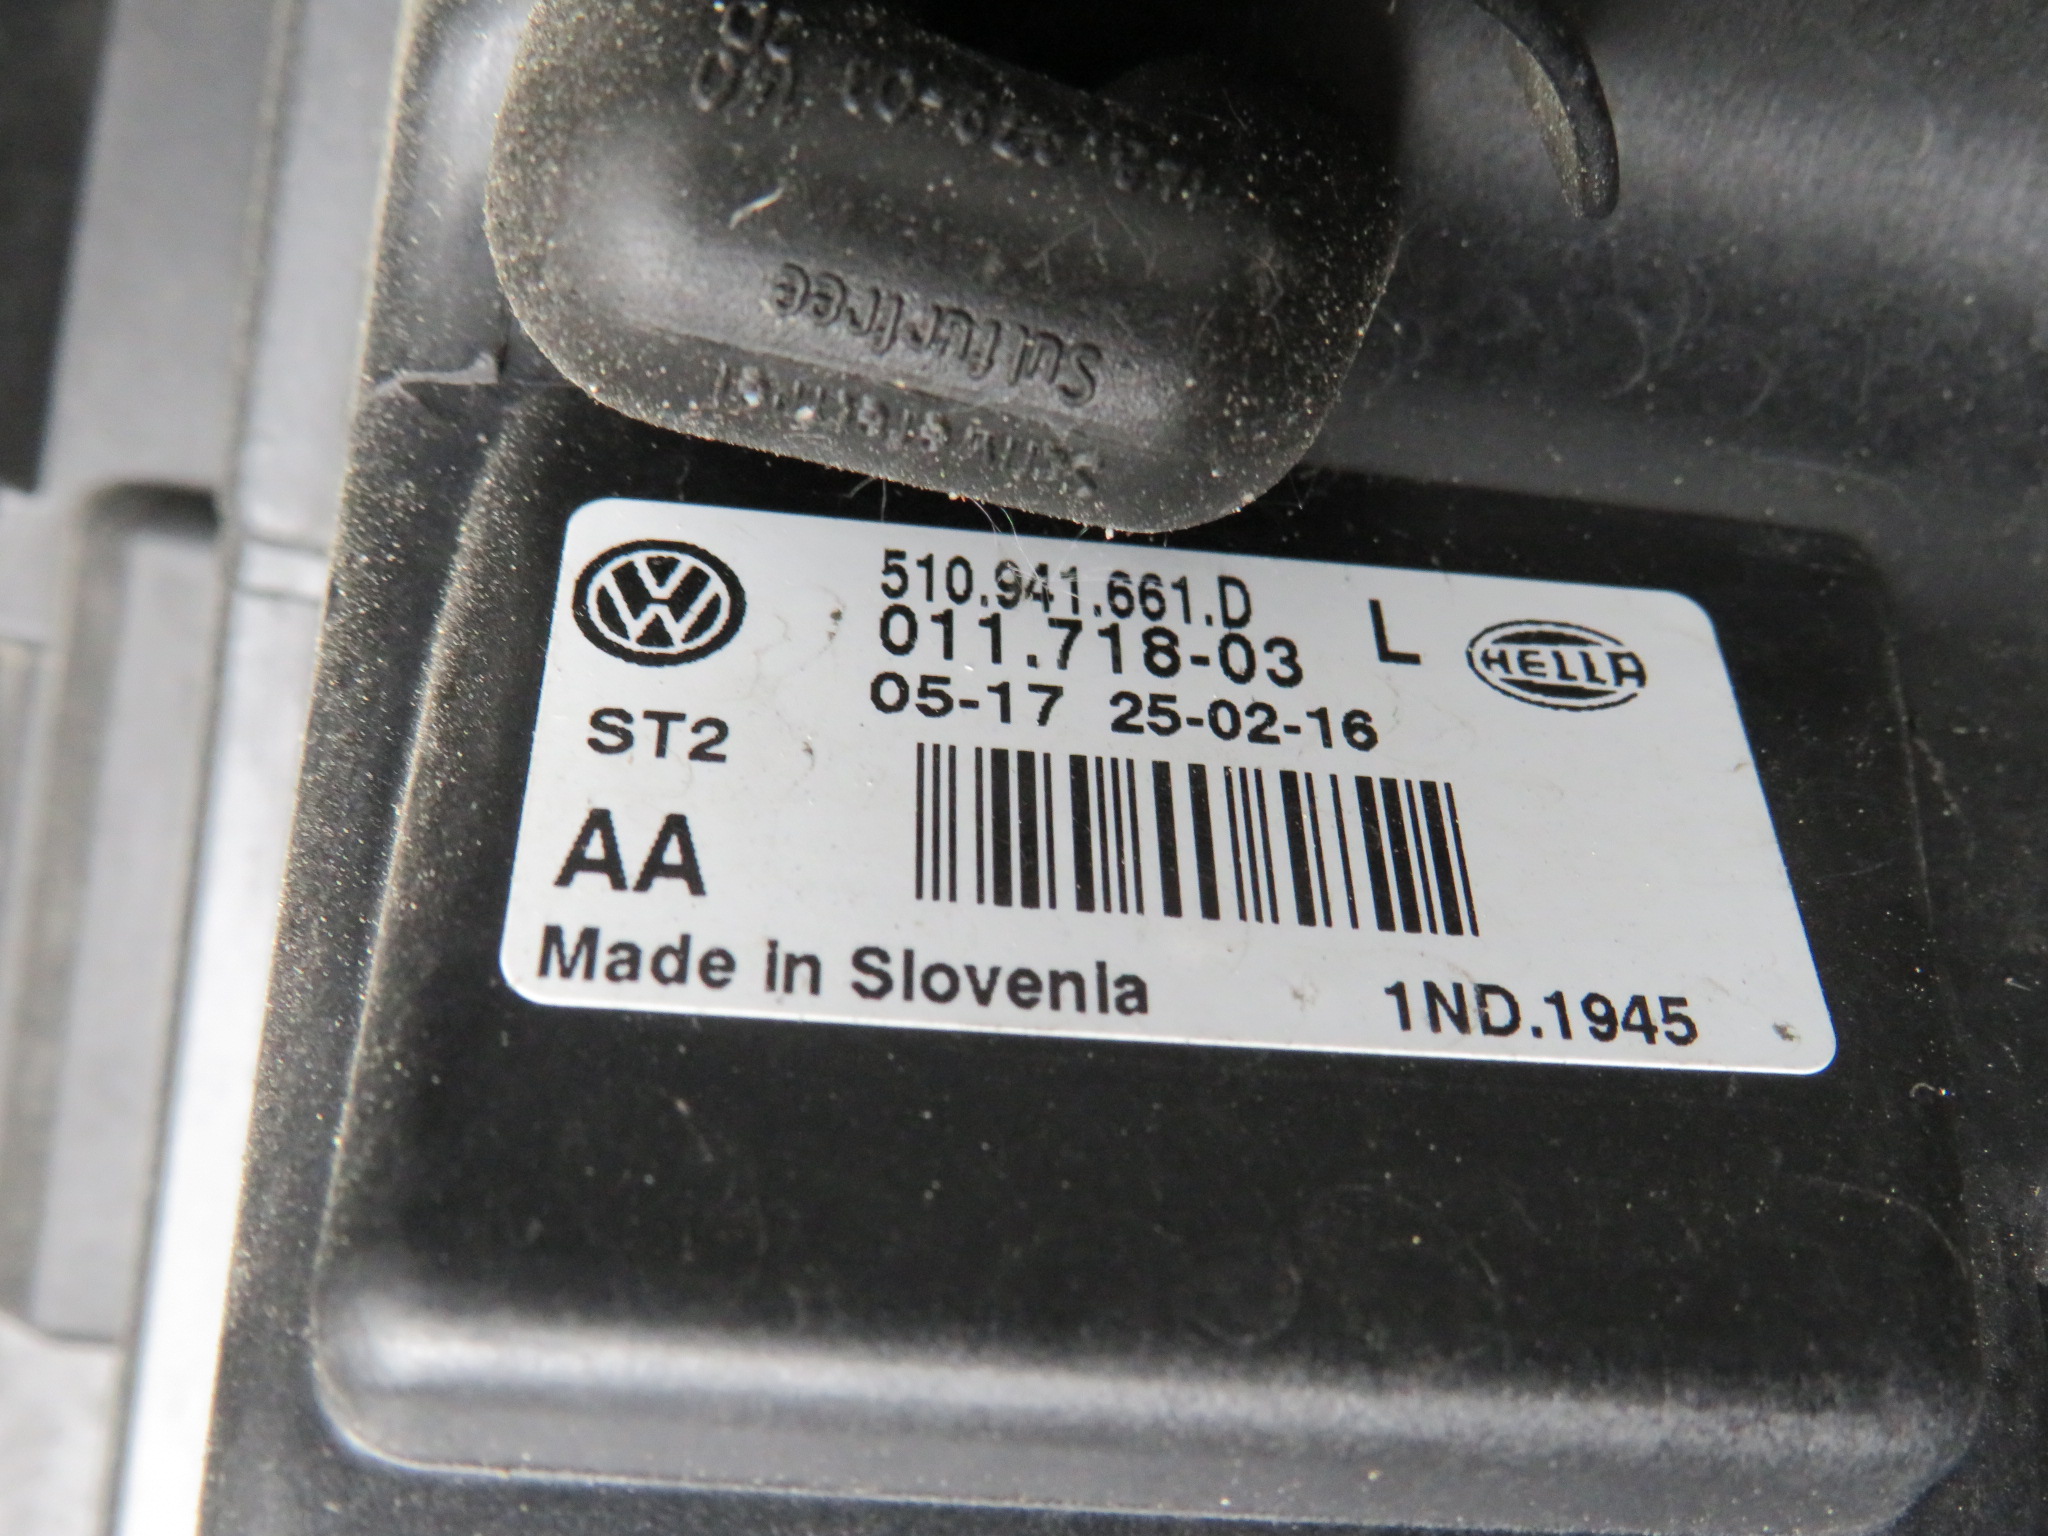 Sulfurfree
510.941.661.D
011.718-03 L
HELLA
05-17 25-02-16
ST2
AA
Made in Slovenia
1ND.1945